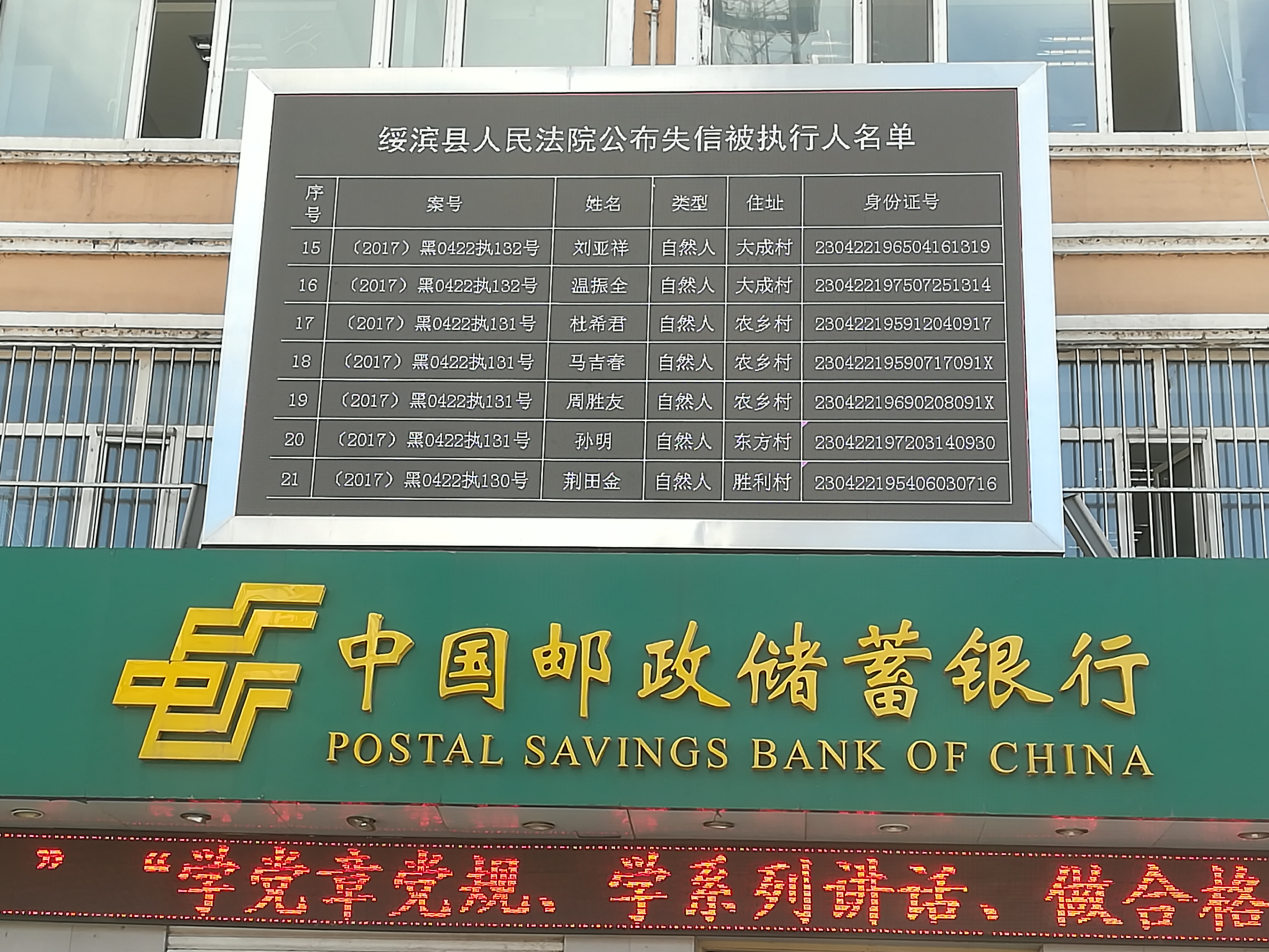 绥滨县人民法院公布失信被执行人名单
序号 案号 姓名 类型 住址 身份证号
15 （2017）黑0422执132号 刘亚祥 自然人 大成村 230422196504161319
16 （2017）黑0422执132号 温振全 自然人 大成村 230422197507251314
17 （2017）黑0422执131号 杜希君 自然人 农乡村 230422195912040917
18 （2017）黑0422执131号 马吉春 自然人 农乡村 23042219590717091X
19 （2017）黑0422执131号 周胜友 自然人 农乡村 23042219690208091X
20 （2017）黑0422执131号 孙明 自然人 东方村 230422197203140930
21 （2017）黑0422执130号 荆田金 自然人 胜利村 230422195406030716
中国邮政储蓄银行
POSTAL SAVINGS BANK OF CHINA
” “学党章党规、学系列讲话、做合格